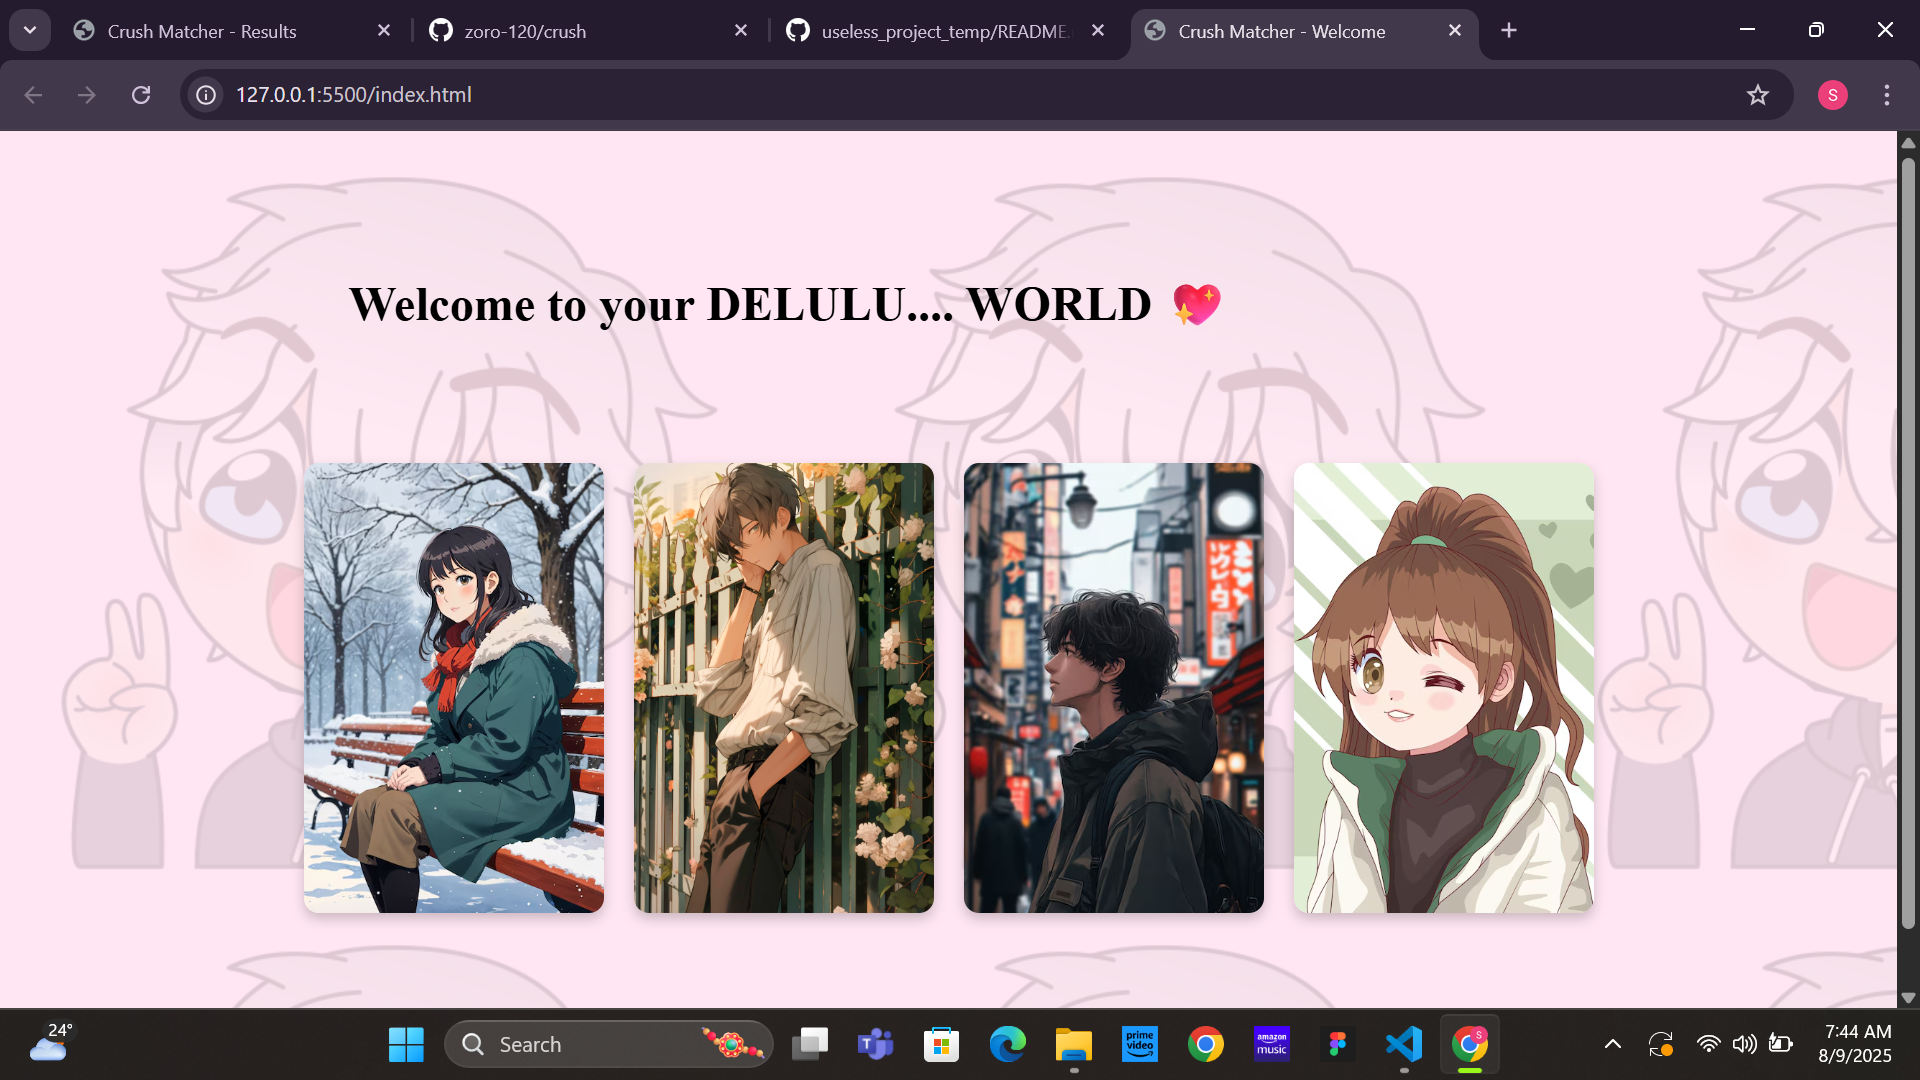 Crush Matcher - Results
zoro-120/crush
useless_project_temp/README.
Crush Matcher - Welcome
127.0.0.1:5500/index.html
S
Welcome to your DELULU.... WORLD 💖
24°
Search
T
prime
video
amazon
music
S
7:44 AM
8/9/2025